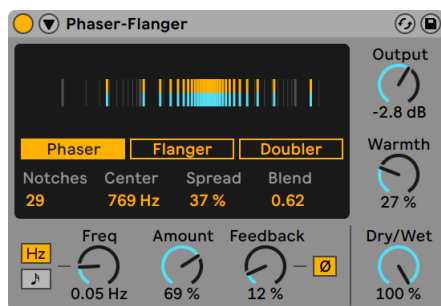 Phaser-Flanger
Output
-2.8 dB
Phaser Flanger Doubler
Warmth
Notches Center Spread Blend
29 769 Hz 37 % 0.62
27 %
Hz Freq Amount Feedback Dry/Wet
♪ Ø
0.05 Hz 69 % 12 % 100 %